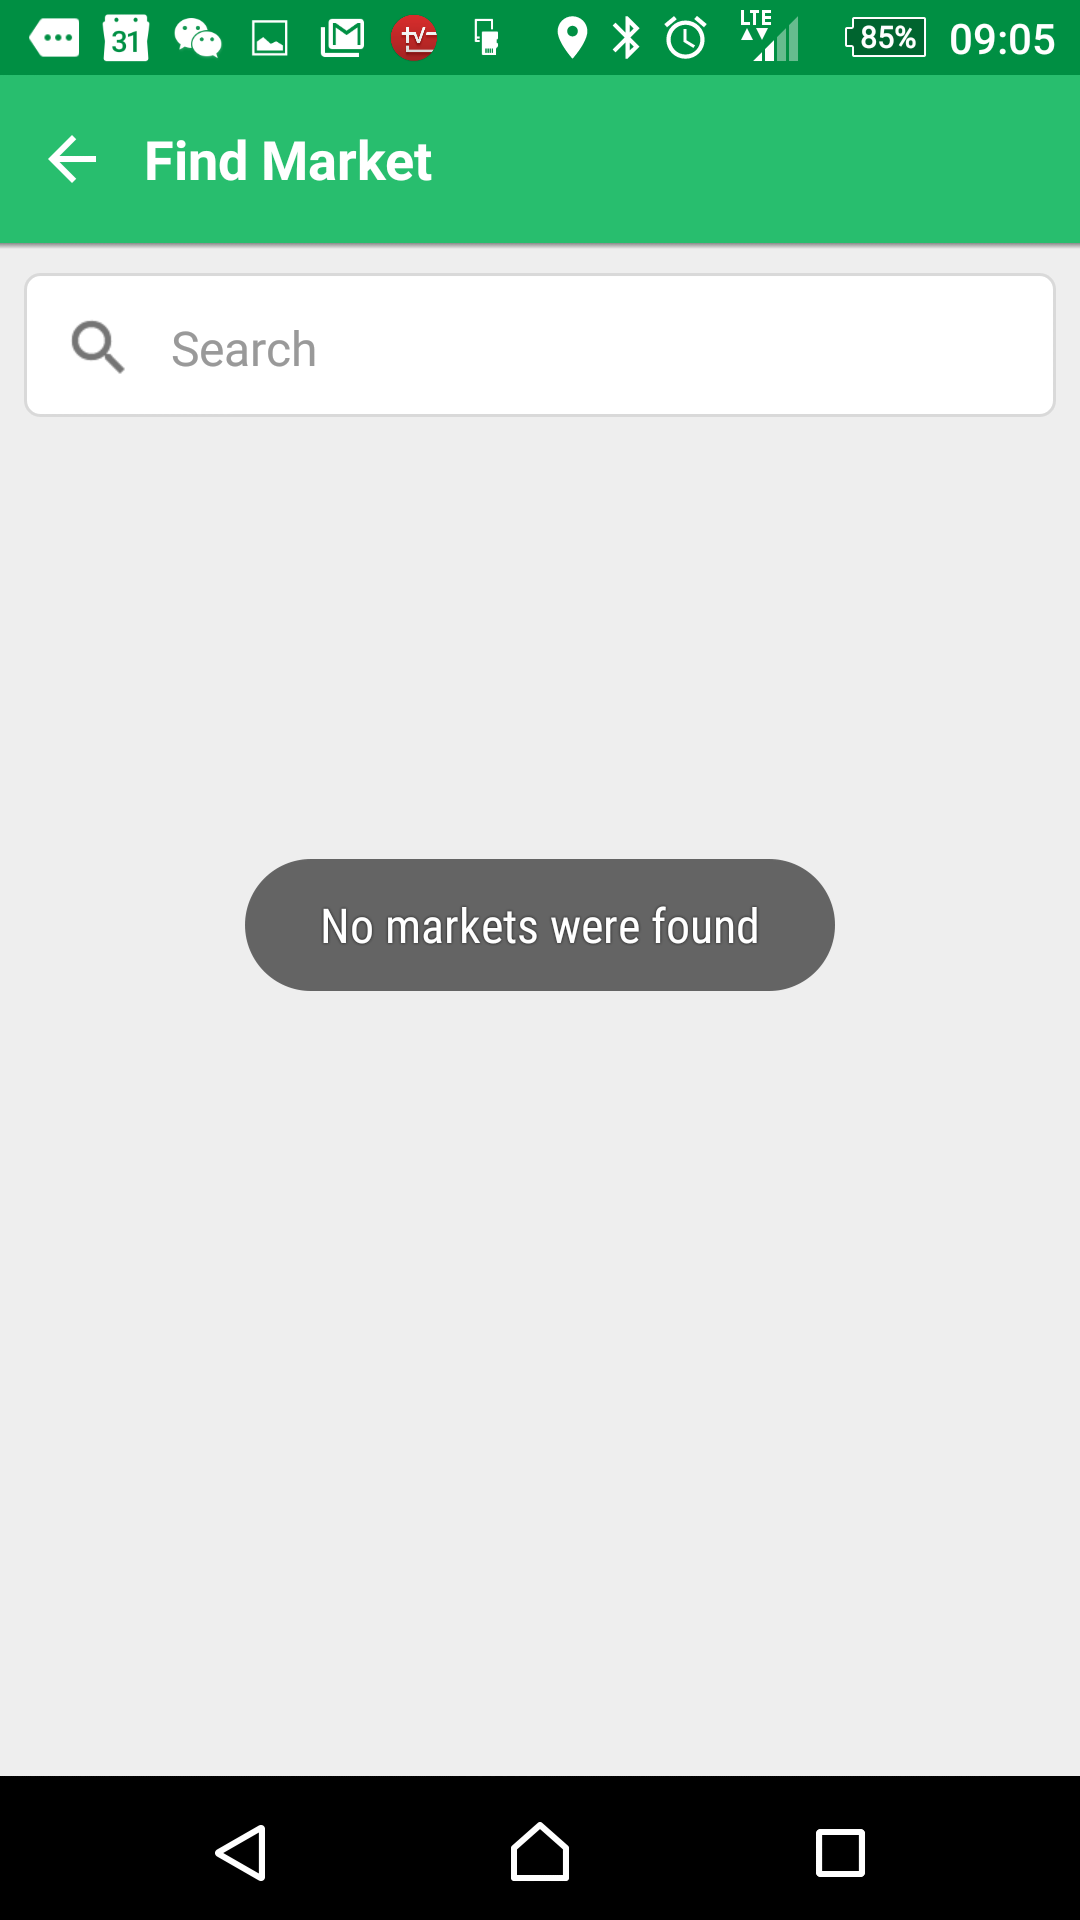 31 LTE 85% 09:05
Find Market
Search
No markets were found